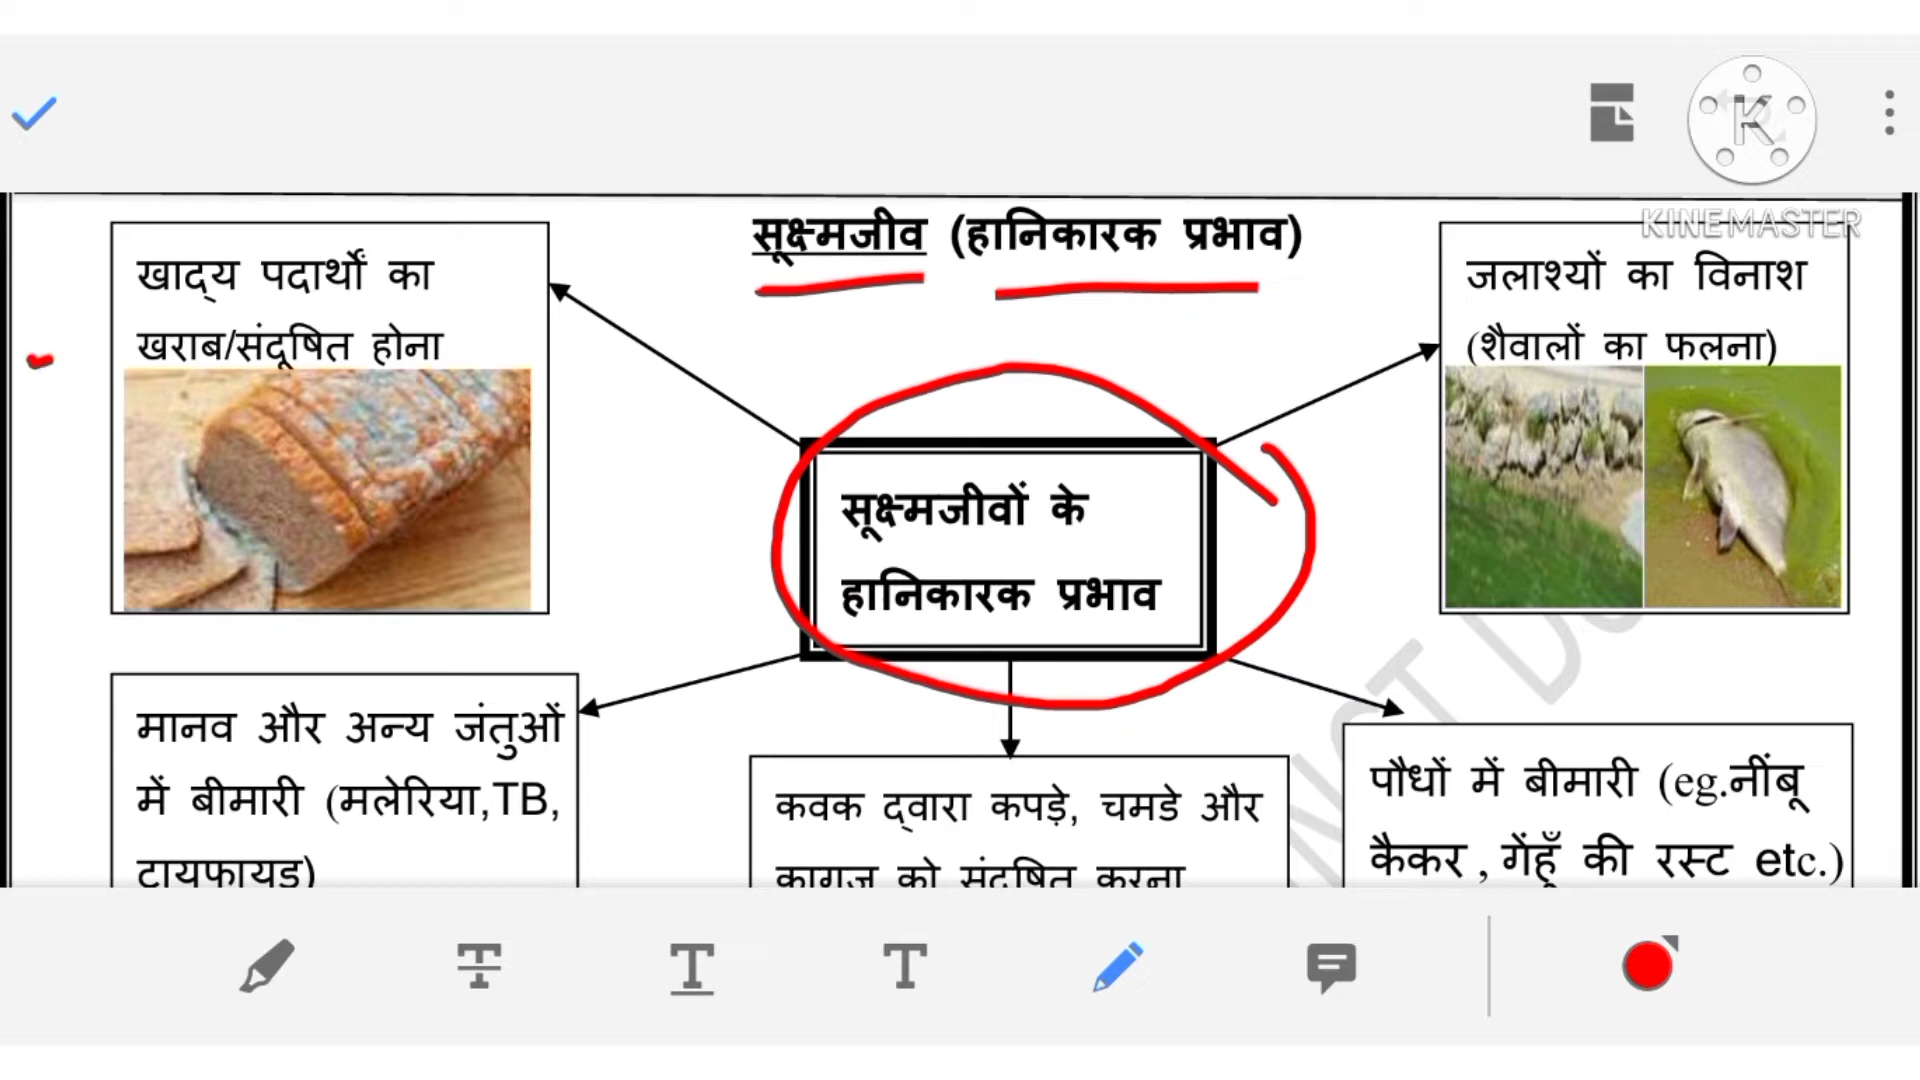 KINEMASTER
सूक्ष्मजीव (हानिकारक प्रभाव)
खाद्य पदार्थों का
खराब/संदूषित होना
जलाश्यों का विनाश
(शैवालों का फलना)
सूक्ष्मजीवों के
हानिकारक प्रभाव
मानव और अन्य जंतुओं
में बीमारी (मलेरिया,TB,
टायफायड)
कवक द्वारा कपड़े, चमडे और
कागज को संदूषित करना
पौधों में बीमारी (eg.नींबू
कैकर , गेंहूँ की रस्ट etc.)